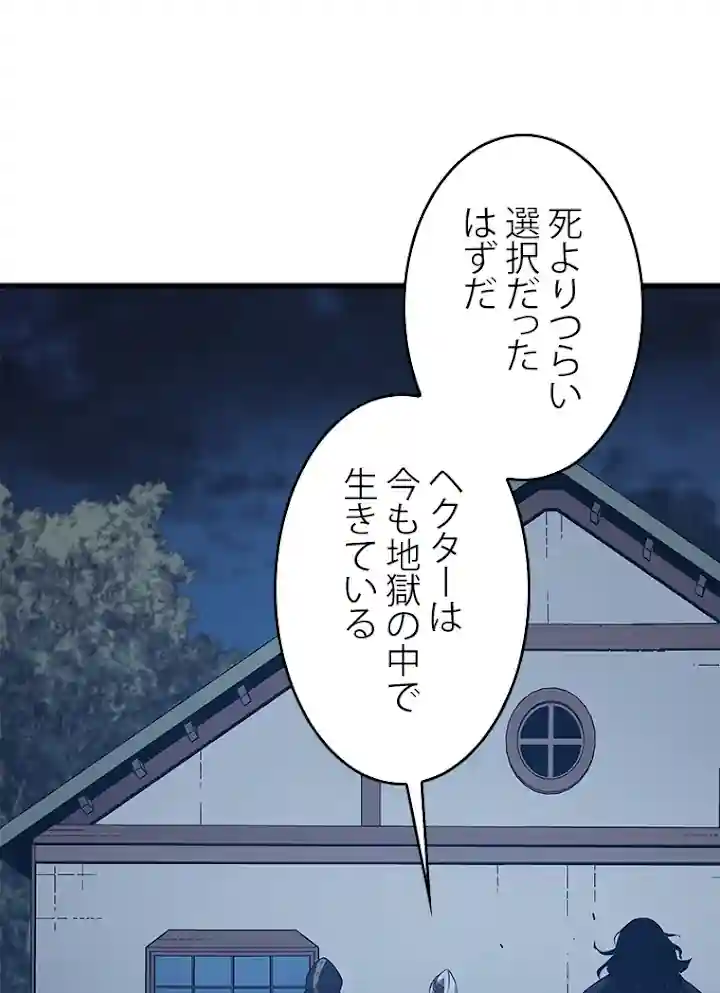 死よりつらい
選択だった
はずだ
ヘクターは
今も地獄の中で
生きている